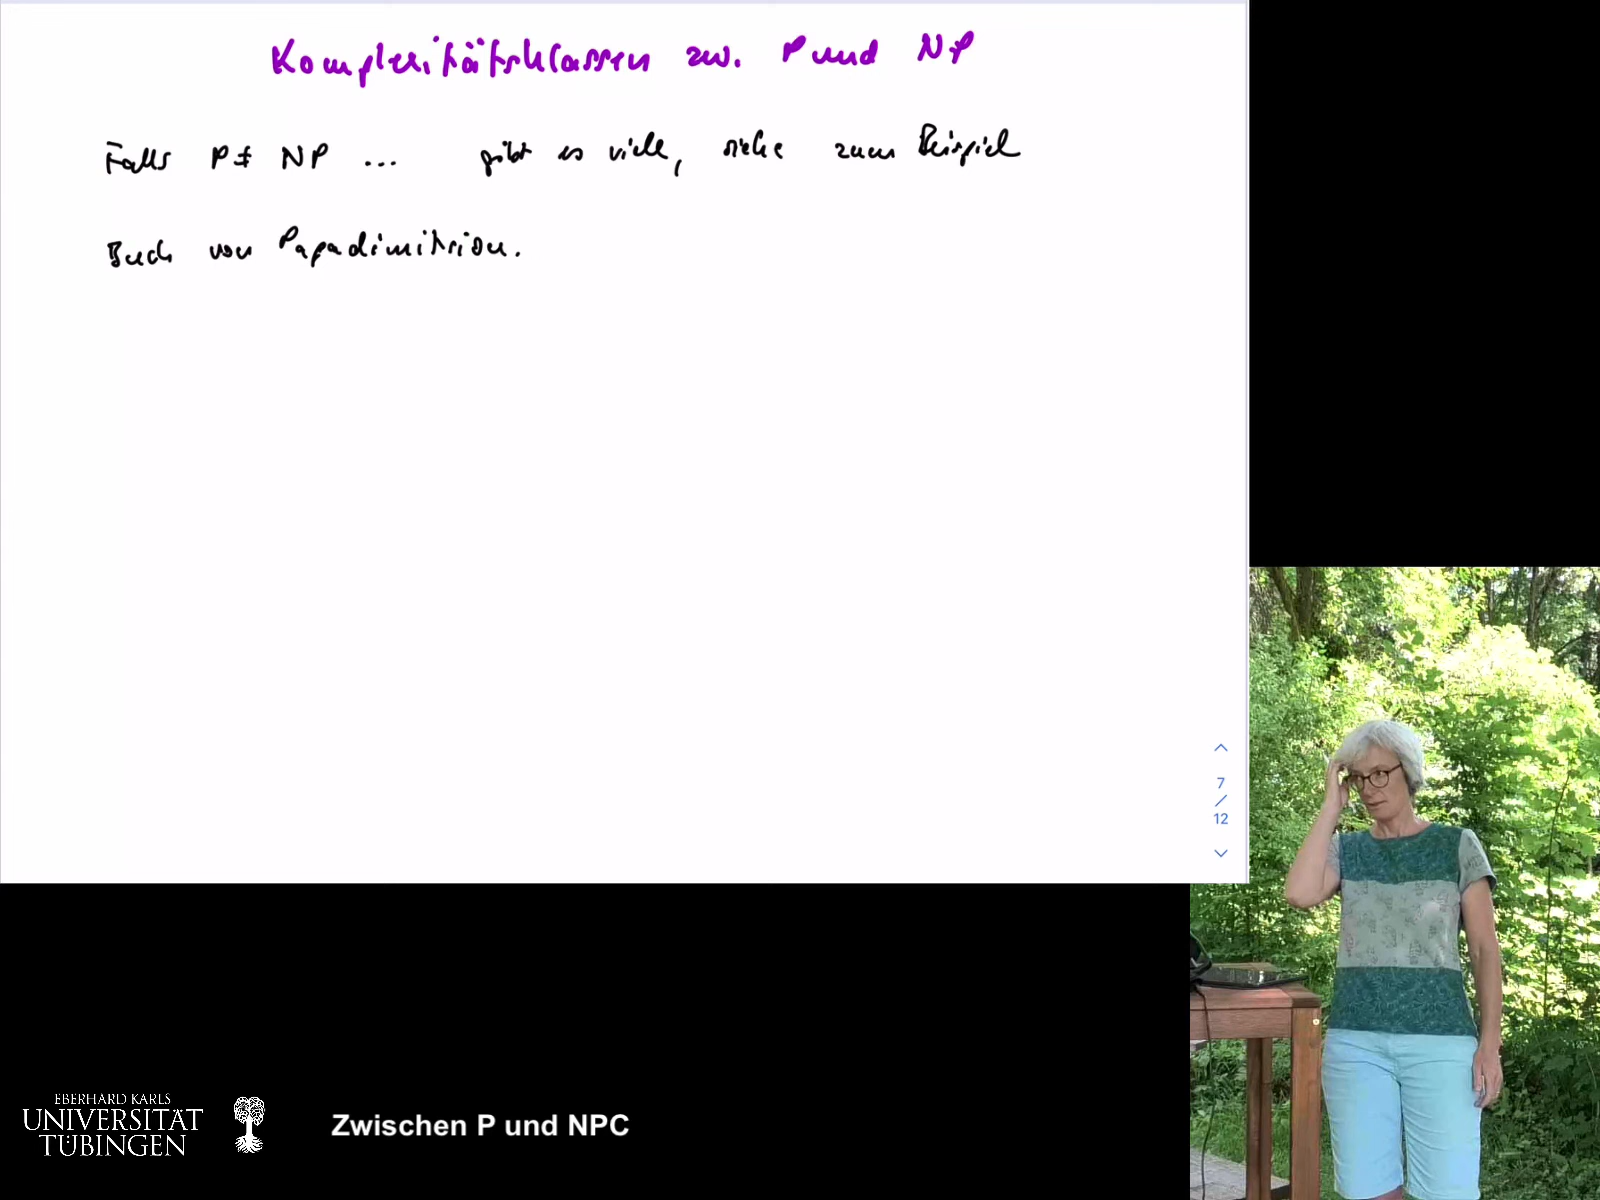 Komplexitätsklassen zw. P und NP
Falls P ≠ NP ... gibt es viele, siehe zum Beispiel
Buch von Papadimitriou.
7
/
12
EBERHARD KARLS
UNIVERSITÄT
TÜBINGEN
Zwischen P und NPC